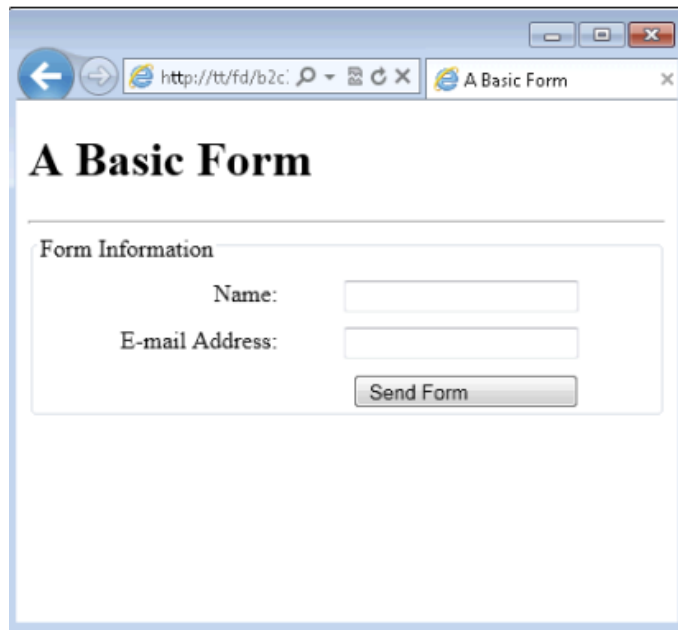 http://tt/fd/b2c
A Basic Form
A Basic Form
Form Information
Name:
E-mail Address:
Send Form